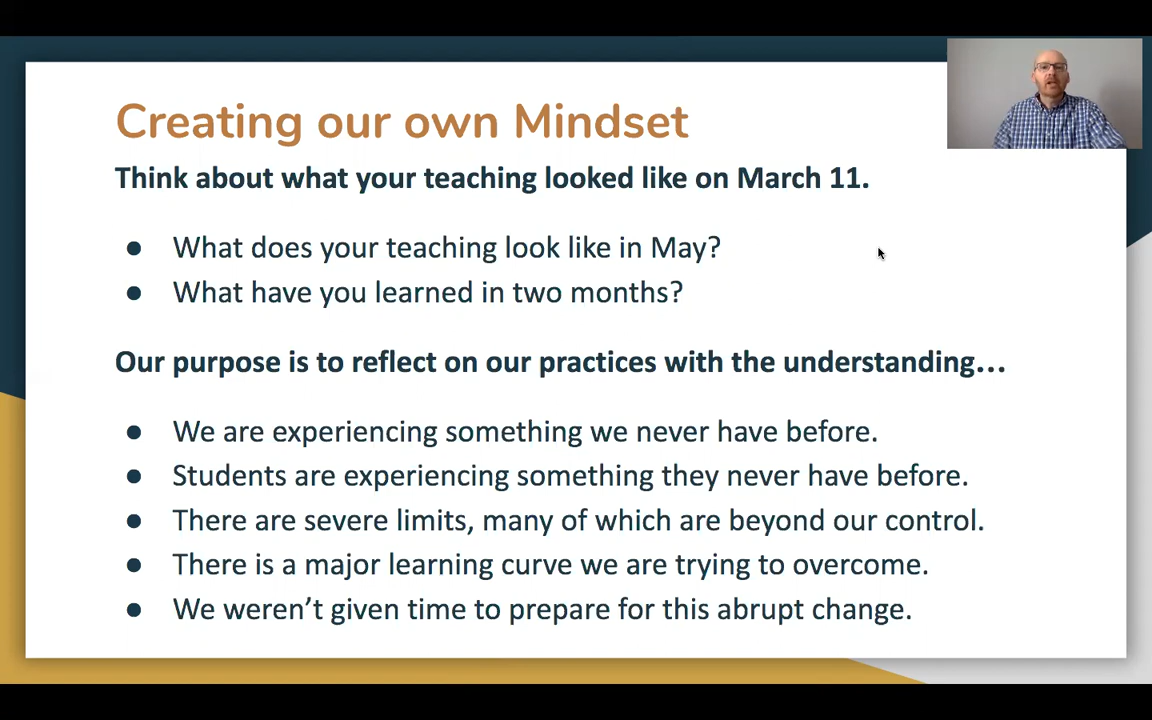 Creating our own Mindset
Think about what your teaching looked like on March 11.
● What does your teaching look like in May?
● What have you learned in two months?
Our purpose is to reflect on our practices with the understanding...
● We are experiencing something we never have before.
● Students are experiencing something they never have before.
● There are severe limits, many of which are beyond our control.
● There is a major learning curve we are trying to overcome.
● We weren't given time to prepare for this abrupt change.